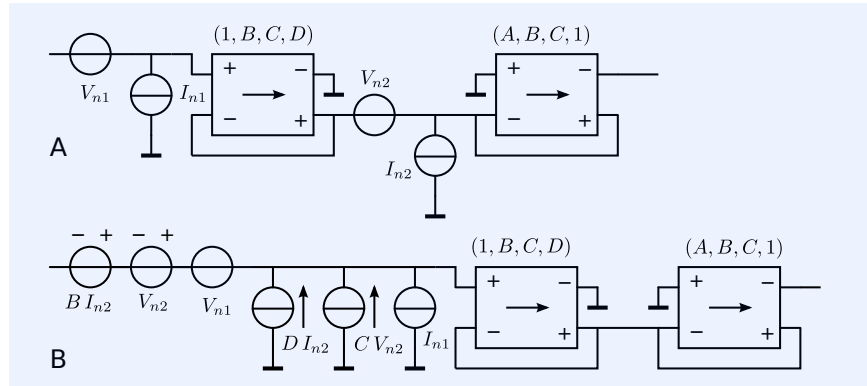 (1, B, C, D) (A, B, C, 1)
+ − + −
V_{n2}
V_{n1} I_{n1}
− + − +
A
I_{n2}
− + − + (1, B, C, D) (A, B, C, 1)
+ − + −
B I_{n2} V_{n2} V_{n1}
− + − +
D I_{n2} C V_{n2} I_{n1}
B